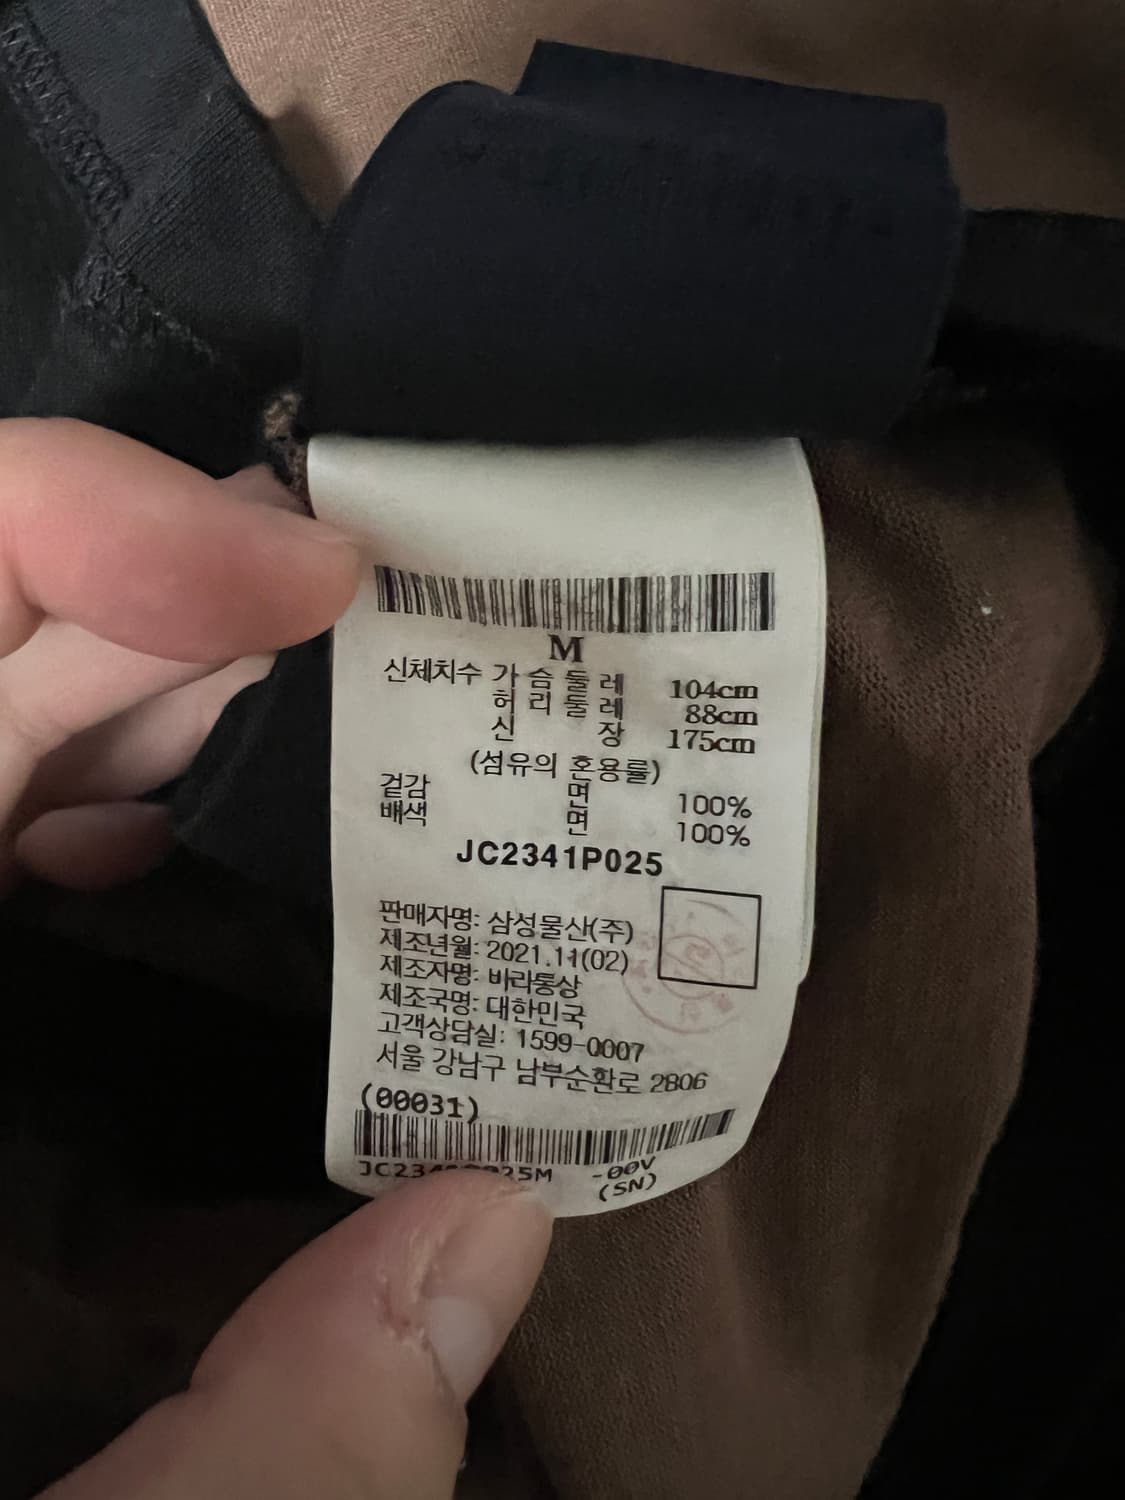 M
신체치수 가슴둘레 104cm
허리둘레 88cm
신 장 175cm
(섬유의 혼용률)
겉감 면 100%
배색 면 100%
JC2341P025
판매자명: 삼성물산(주)
제조년월: 2021.11(02)
제조자명: 바라통상
제조국명: 대한민국
고객상담실: 1599-0007
서울 강남구 남부순환로 2806
(00031)
-00V
(SN)